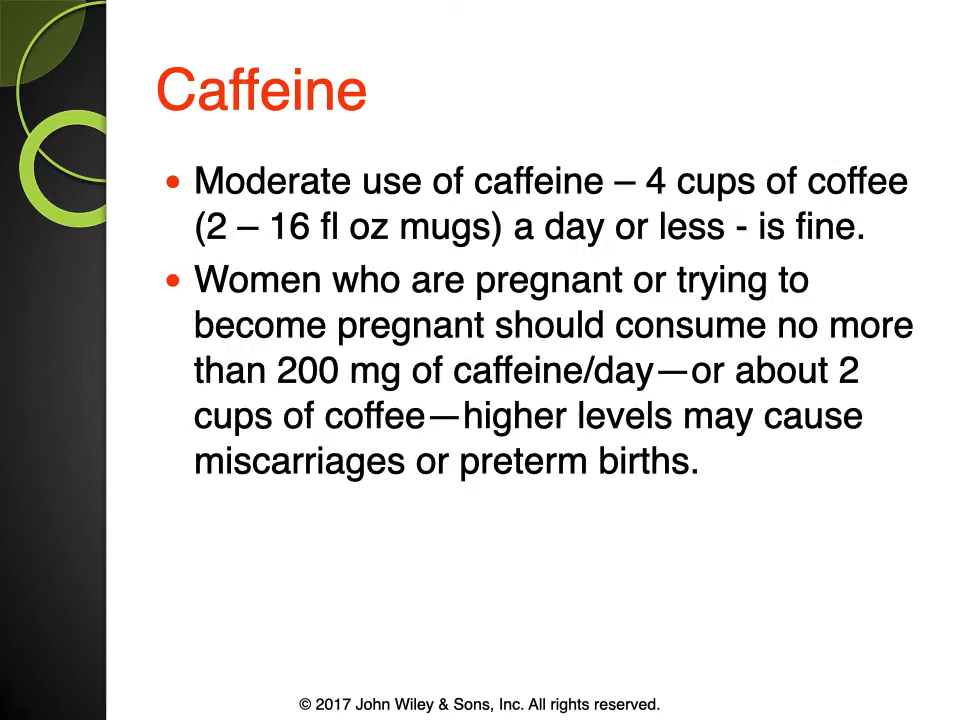 Caffeine
• Moderate use of caffeine – 4 cups of coffee
(2 – 16 fl oz mugs) a day or less - is fine.
• Women who are pregnant or trying to
become pregnant should consume no more
than 200 mg of caffeine/day—or about 2
cups of coffee—higher levels may cause
miscarriages or preterm births.
© 2017 John Wiley & Sons, Inc. All rights reserved.